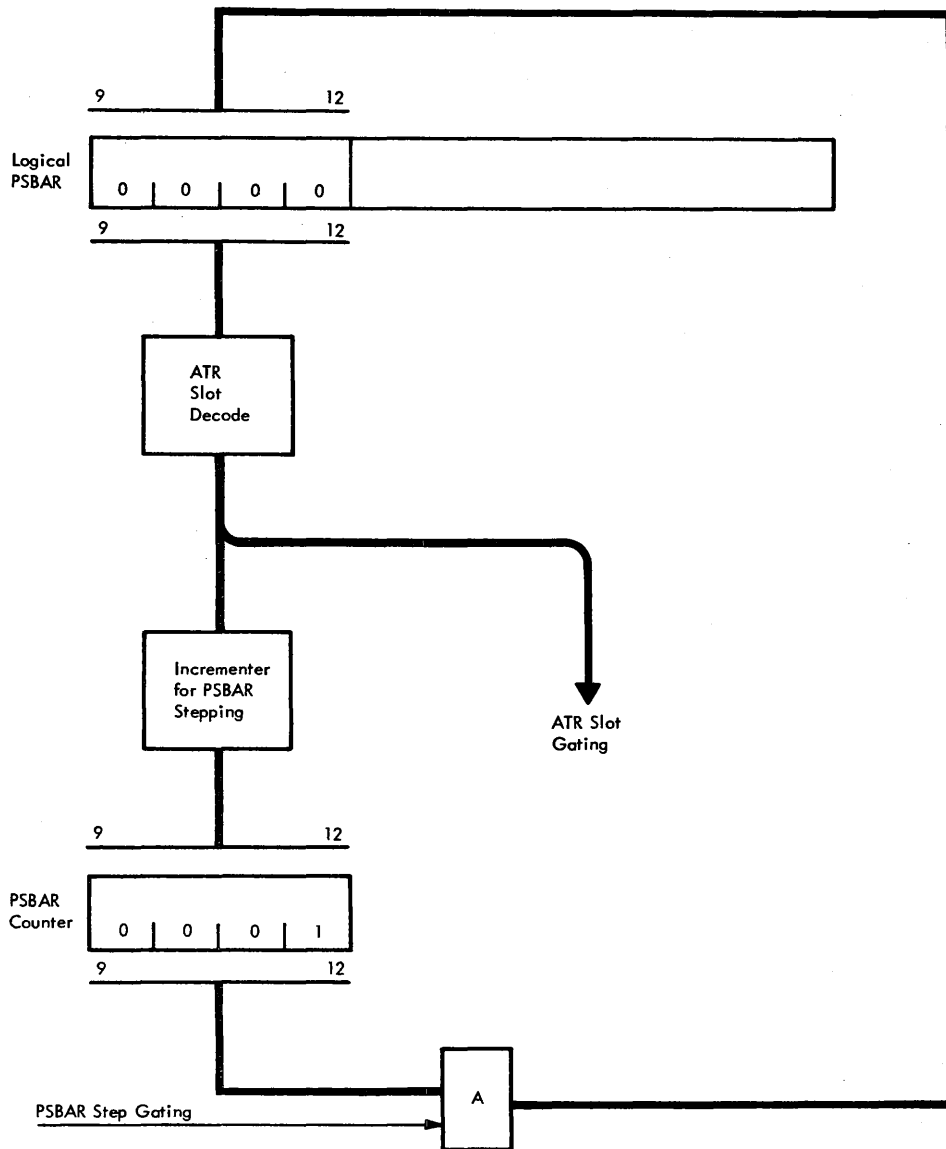 9 12
Logical
PSBAR
0 0 0 0
9 12
ATR
Slot
Decode
Incrementer
for PSBAR
Stepping
ATR Slot
Gating
9 12
PSBAR
Counter
0 0 0 1
9 12
A
PSBAR Step Gating